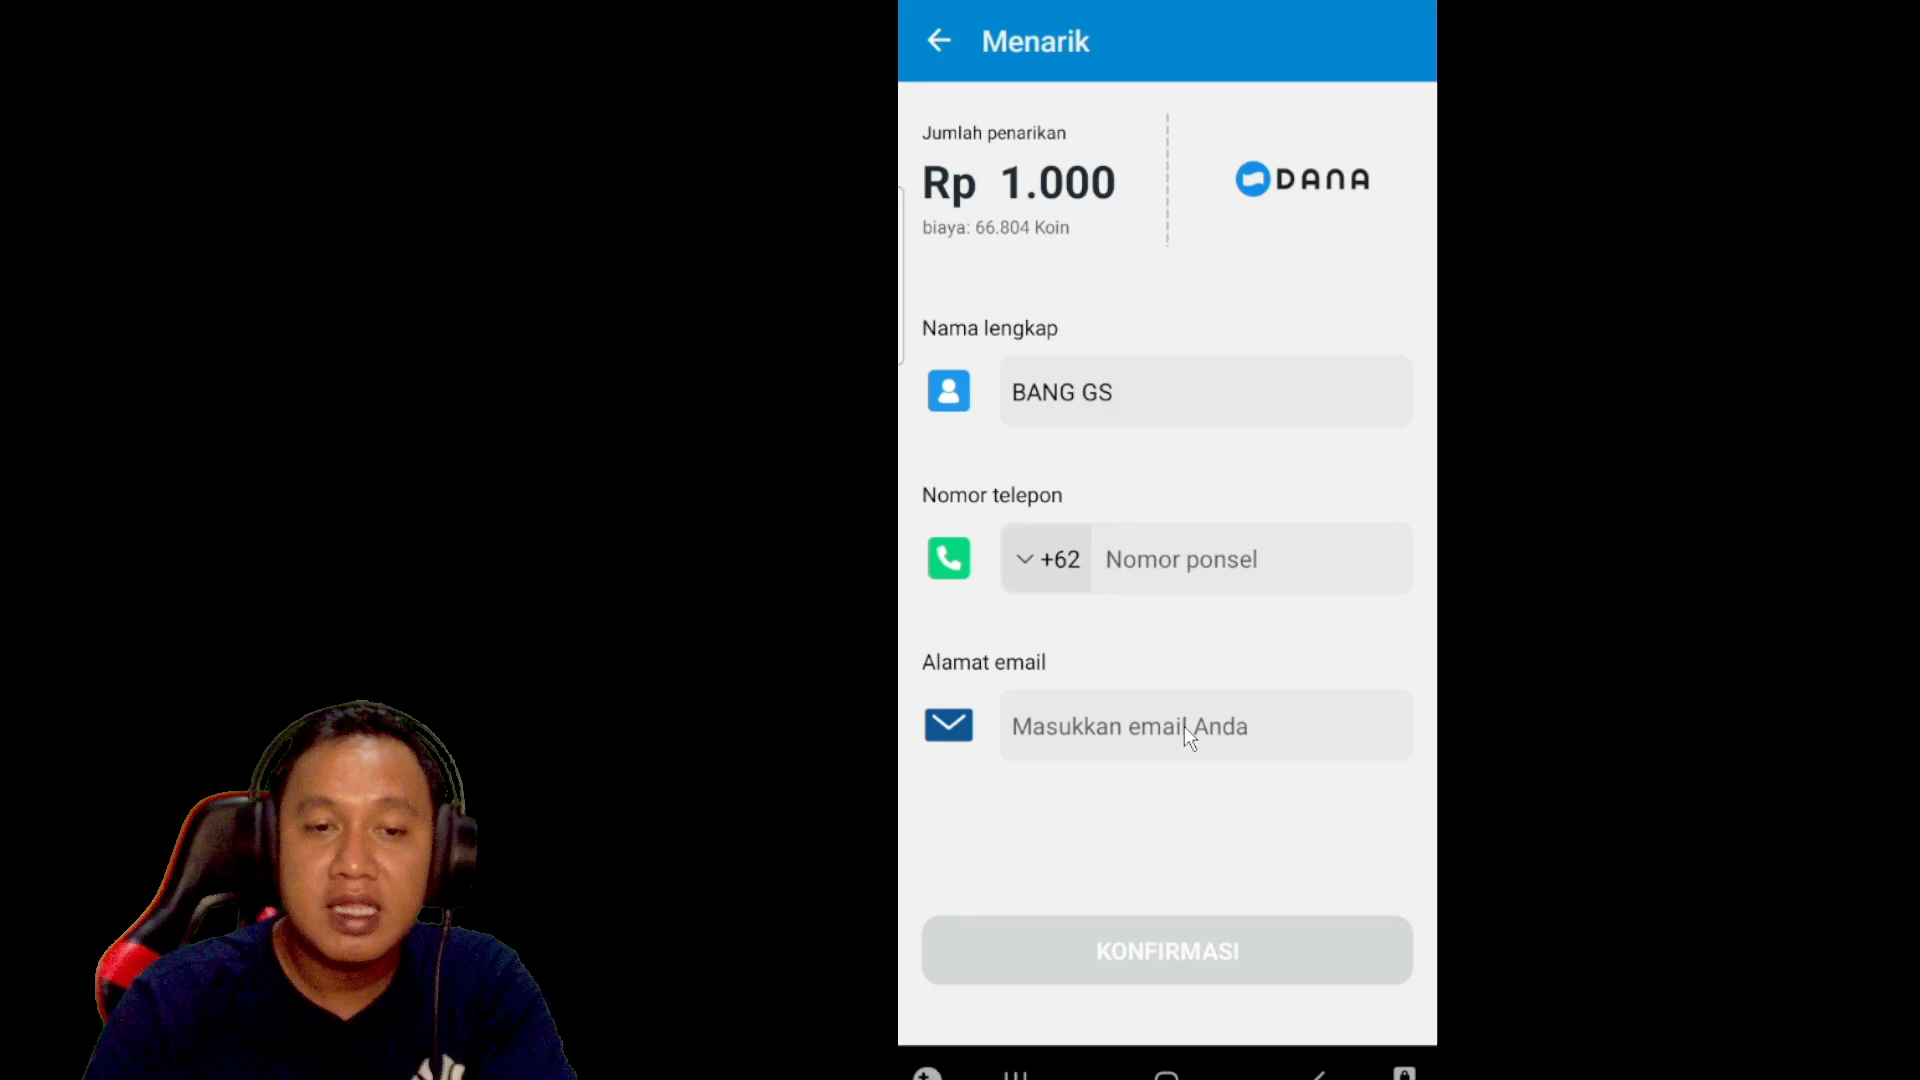 Menarik
Jumlah penarikan
Rp 1.000
biaya: 66.804 Koin
DANA
Nama lengkap
BANG GS
Nomor telepon
+62 Nomor ponsel
Alamat email
Masukkan email Anda
KONFIRMASI